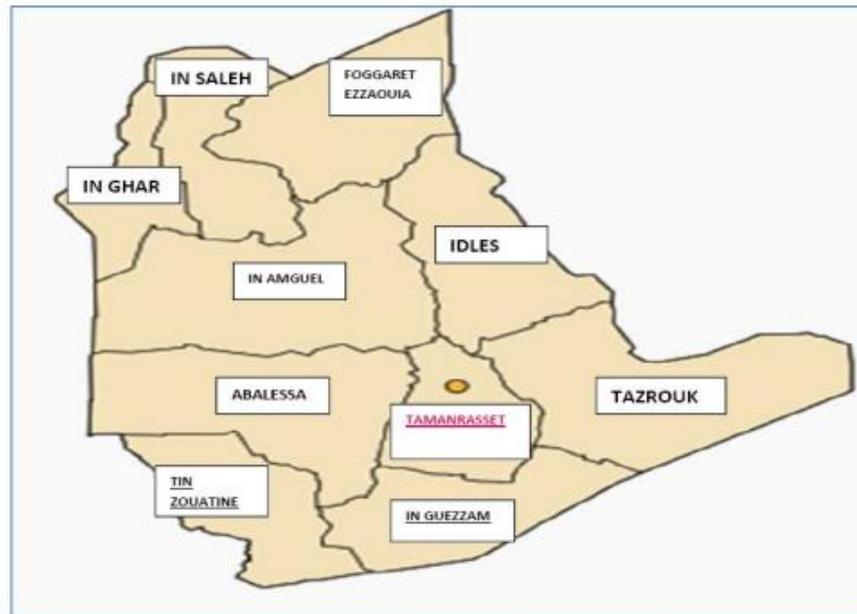 IN SALEH
FOGGARET
EZZAOUIA
IN GHAR
IDLES
IN AMGUEL
ABALESSA
TAZROUK
TAMANRASSET
TIN
ZOUATINE
IN GUEZZAM